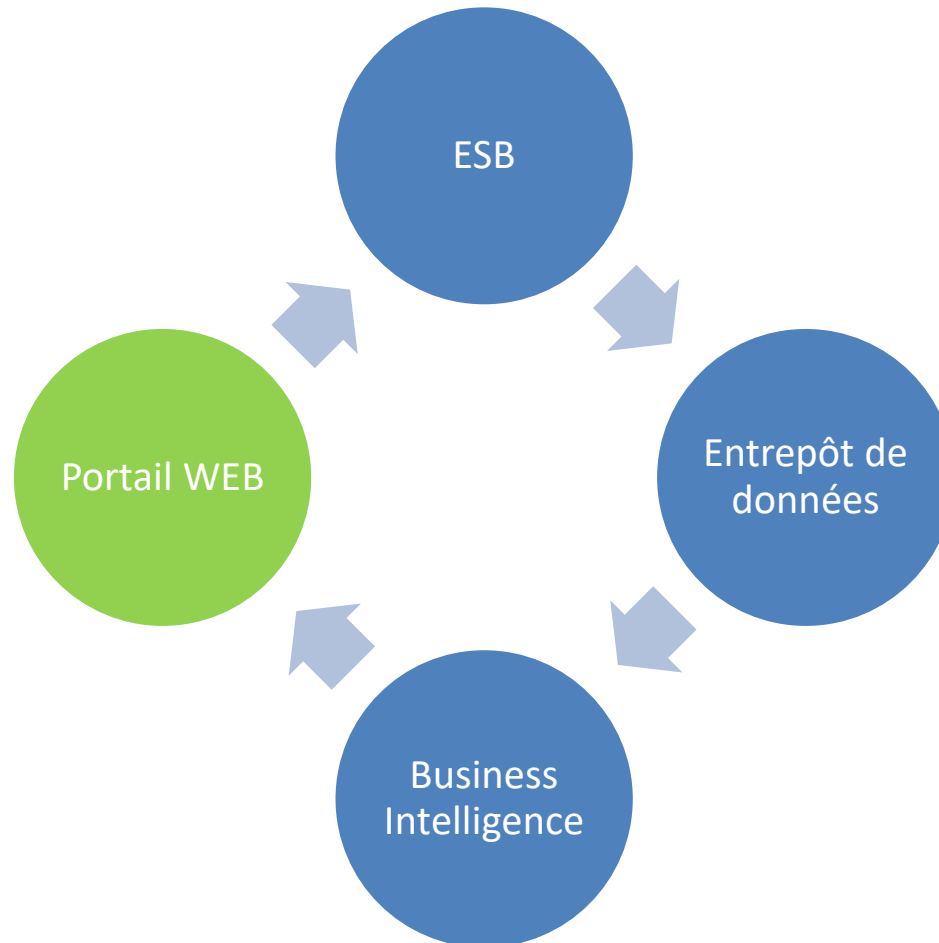 ESB
Portail WEB
Entrepôt de
données
Business
Intelligence